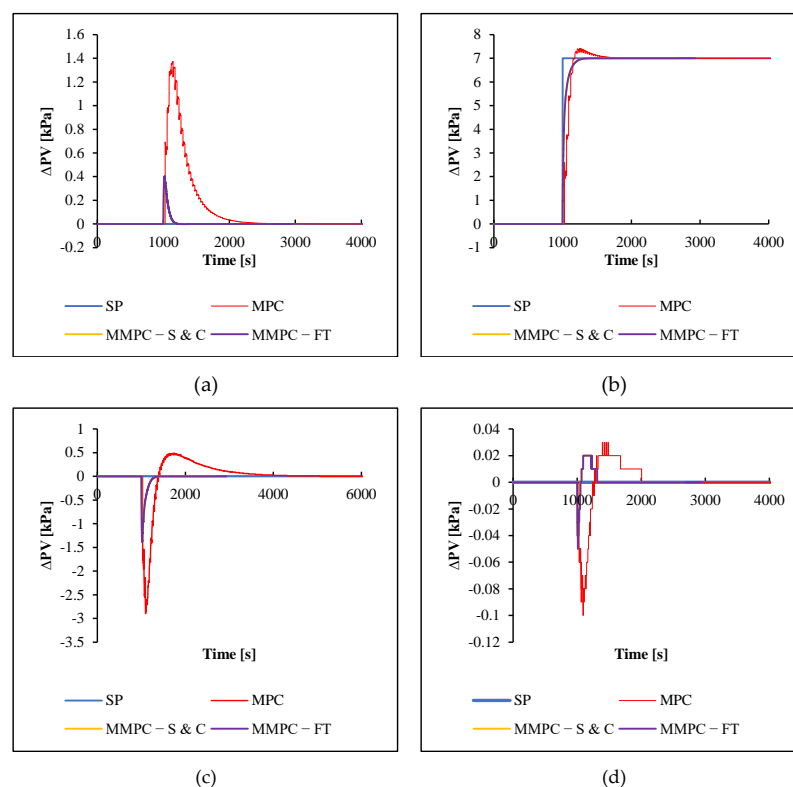 1.6
1.4
1.2
1
0.8
0.6
0.4
0.2
0
0.2
ΔPV [kPa]
0 1000 2000 3000 4000
Time [s]
SP MPC
MMPC – S & C MMPC – FT
(a)
8
7
6
5
4
3
2
1
0
-1
ΔPV [kPa]
0 1000 2000 3000 4000
Time [s]
SP MPC
MMPC – S & C MMPC – FT
(b)
1
0.5
0
-0.5
-1
-1.5
-2
-2.5
-3
-3.5
ΔPV [kPa]
0 2000 4000 6000
Time [s]
SP MPC
MMPC – S & C MMPC – FT
(c)
0.04
0.02
0
-0.02
-0.04
-0.06
-0.08
-0.1
-0.12
ΔPV [kPa]
0 1000 2000 3000 4000
Time [s]
SP MPC
MMPC – S & C MMPC – FT
(d)